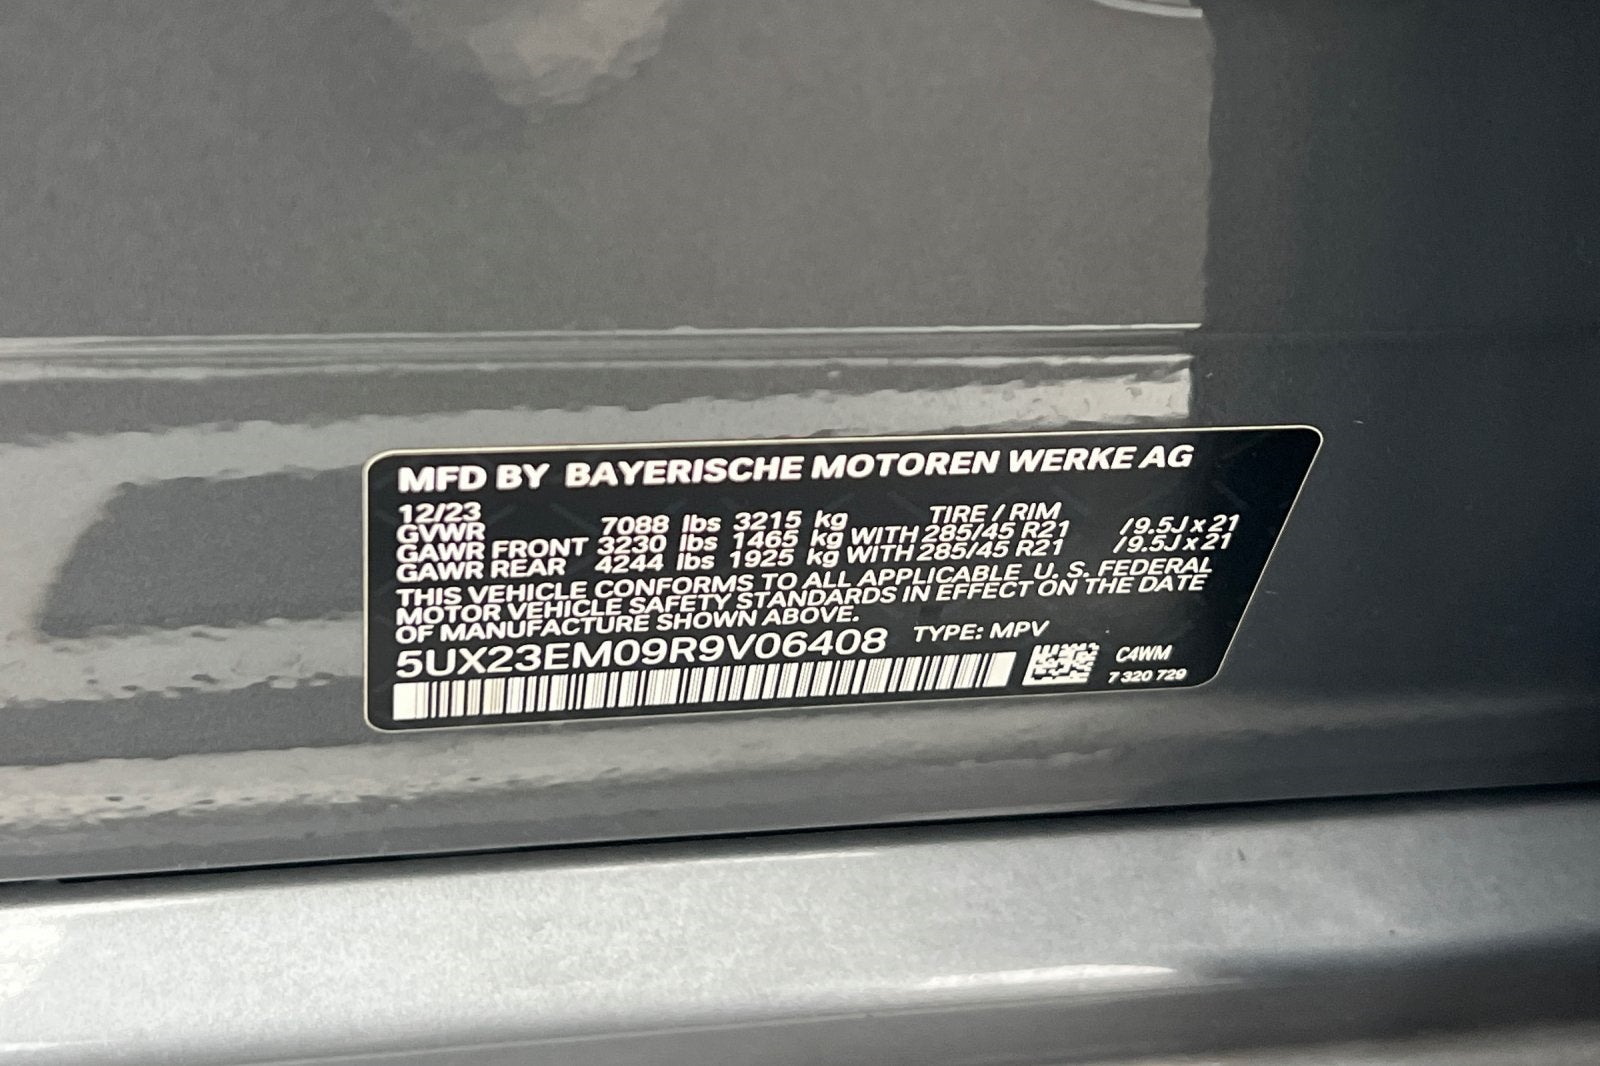 MFD BY BAYERISCHE MOTOREN WERKE AG
12/23 TIRE / RIM
GVWR 7088 lbs 3215 kg
GAWR FRONT 3230 lbs 1465 kg WITH 285/45 R21 / 9.5J x 21
GAWR REAR 4244 lbs 1925 kg WITH 285/45 R21 / 9.5J x 21
THIS VEHICLE CONFORMS TO ALL APPLICABLE U. S. FEDERAL
MOTOR VEHICLE SAFETY STANDARDS IN EFFECT ON THE DATE
OF MANUFACTURE SHOWN ABOVE.
5UX23EM09R9V06408 TYPE: MPV
C4WM
7 320 729